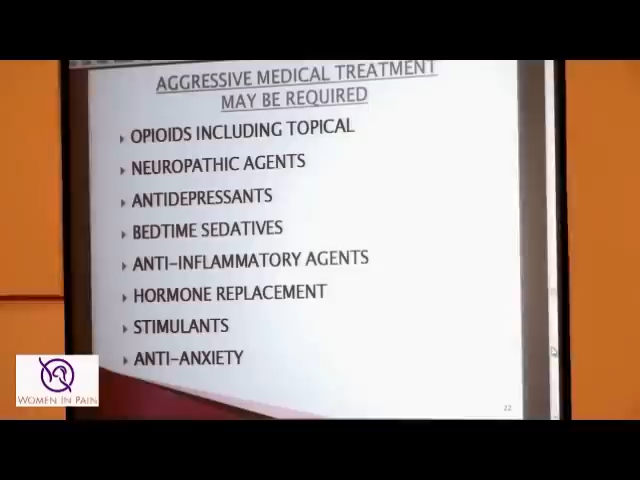 AGGRESSIVE MEDICAL TREATMENT
MAY BE REQUIRED
OPIOIDS INCLUDING TOPICAL
NEUROPATHIC AGENTS
ANTIDEPRESSANTS
BEDTIME SEDATIVES
ANTI-INFLAMMATORY AGENTS
HORMONE REPLACEMENT
STIMULANTS
ANTI-ANXIETY
22
WOMEN IN PAIN